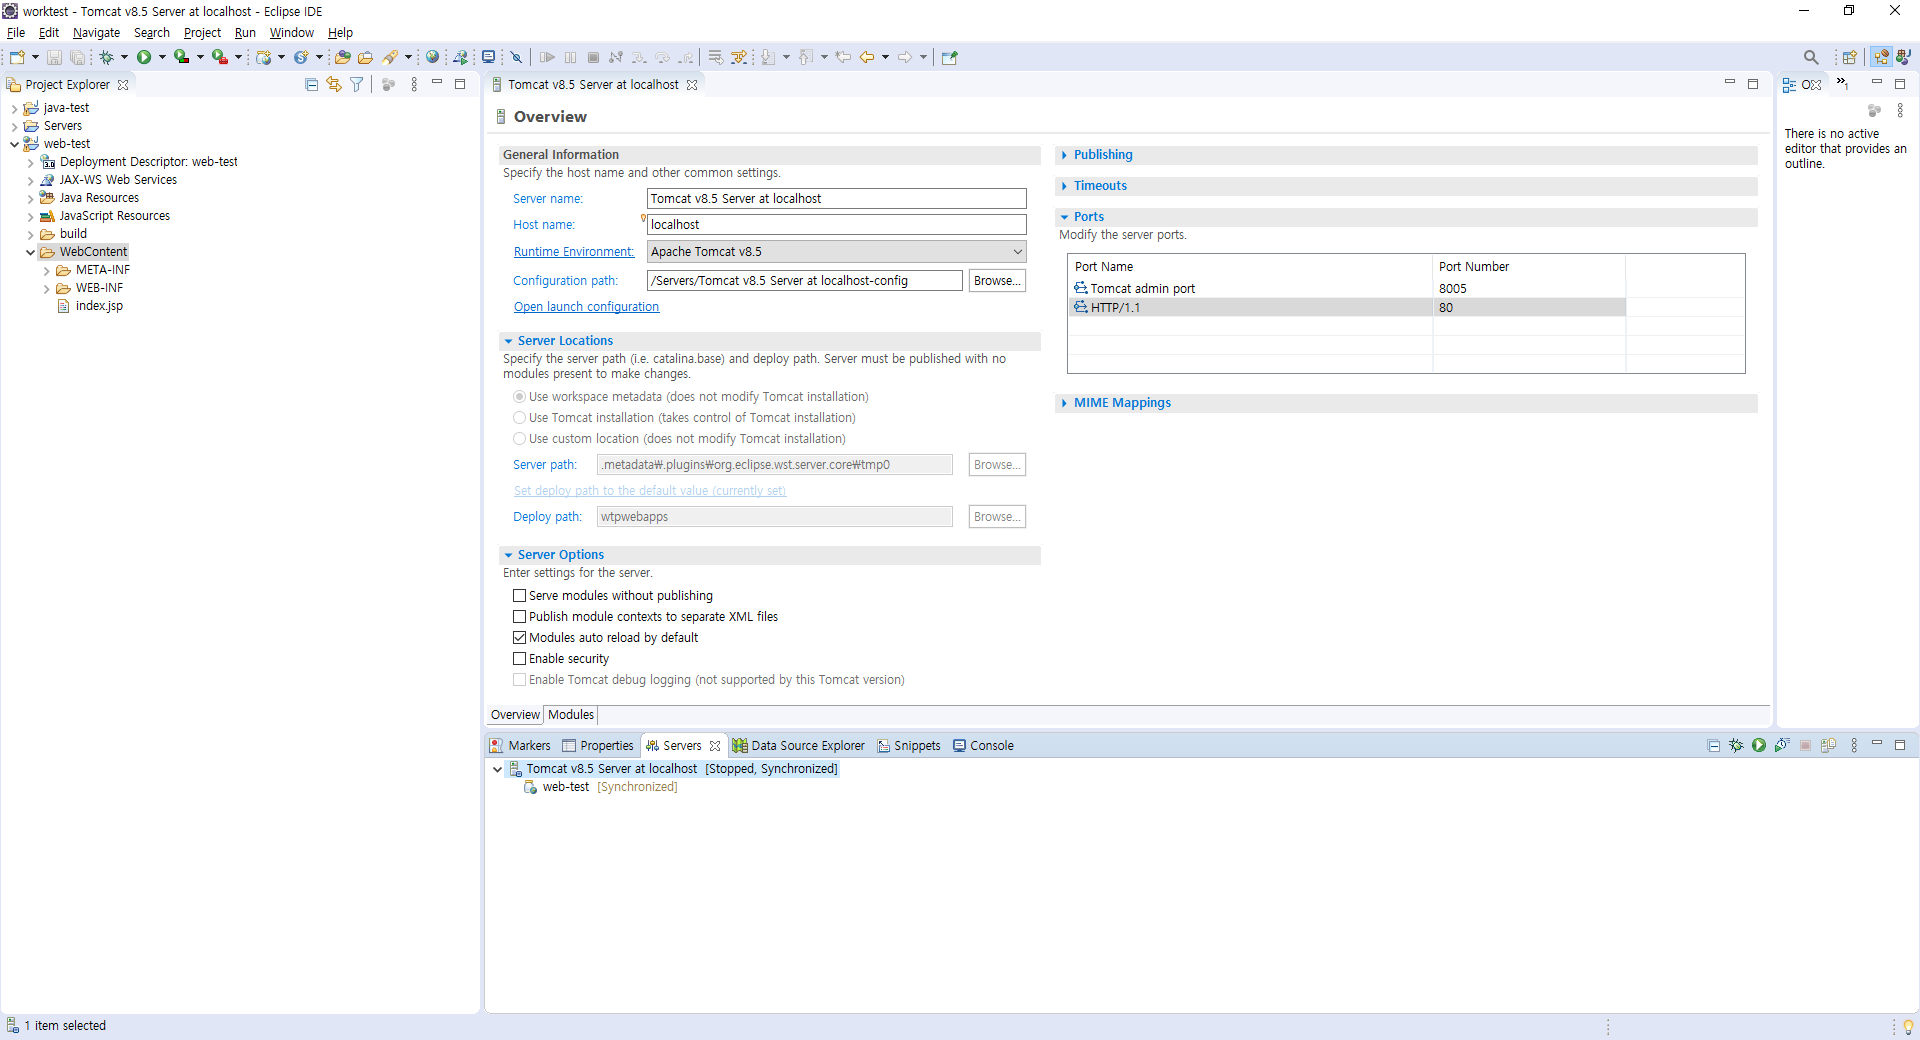 worktest - Tomcat v8.5 Server at localhost - Eclipse IDE
File Edit Navigate Search Project Run Window Help
Project Explorer
java-test
Servers
web-test
Deployment Descriptor: web-test
3.0
JAX-WS Web Services
Java Resources
JavaScript Resources
build
WebContent
META-INF
WEB-INF
index.jsp
Tomcat v8.5 Server at localhost
Overview
General Information
Specify the host name and other common settings.
Server name: Tomcat v8.5 Server at localhost
Host name: localhost
Runtime Environment: Apache Tomcat v8.5
Configuration path: /Servers/Tomcat v8.5 Server at localhost-config Browse...
Open launch configuration
Server Locations
Specify the server path (i.e. catalina.base) and deploy path. Server must be published with no
modules present to make changes.
Use workspace metadata (does not modify Tomcat installation)
Use Tomcat installation (takes control of Tomcat installation)
Use custom location (does not modify Tomcat installation)
Server path: .metadata₩.plugins₩org.eclipse.wst.server.core₩tmp0 Browse...
Set deploy path to the default value (currently set)
Deploy path: wtpwebapps Browse...
Server Options
Enter settings for the server.
Serve modules without publishing
Publish module contexts to separate XML files
Modules auto reload by default
Enable security
Enable Tomcat debug logging (not supported by this Tomcat version)
Publishing
Timeouts
Ports
Modify the server ports.
Port Name Port Number
Tomcat admin port 8005
HTTP/1.1 80
MIME Mappings
Overview Modules
O
»1
There is no active
editor that provides an
outline.
Markers Properties Servers Data Source Explorer Snippets Console
Tomcat v8.5 Server at localhost [Stopped, Synchronized]
web-test [Synchronized]
1 item selected